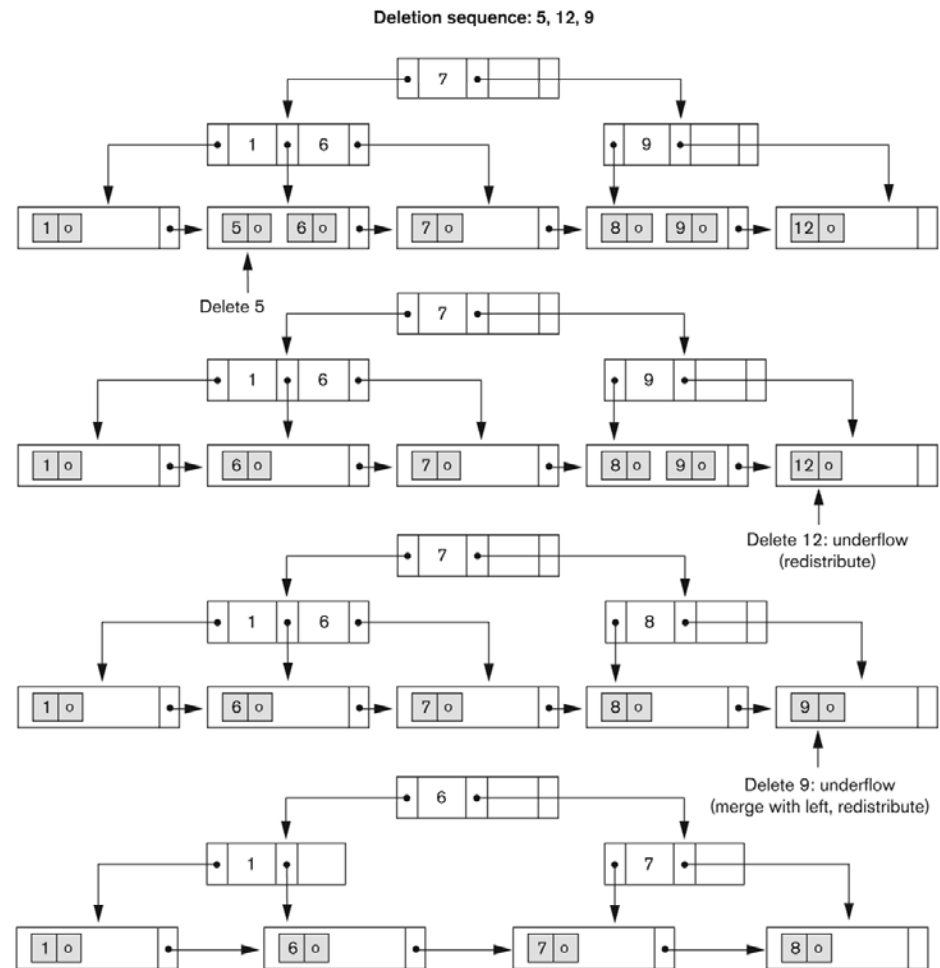 Deletion sequence: 5, 12, 9
7
1 6 9
1 o 5 o 6 o 7 o 8 o 9 o 12 o
Delete 5
7
1 6 9
1 o 6 o 7 o 8 o 9 o 12 o
Delete 12: underflow
(redistribute)
7
1 6 8
1 o 6 o 7 o 8 o 9 o
Delete 9: underflow
(merge with left, redistribute)
6
1 7
1 o 6 o 7 o 8 o